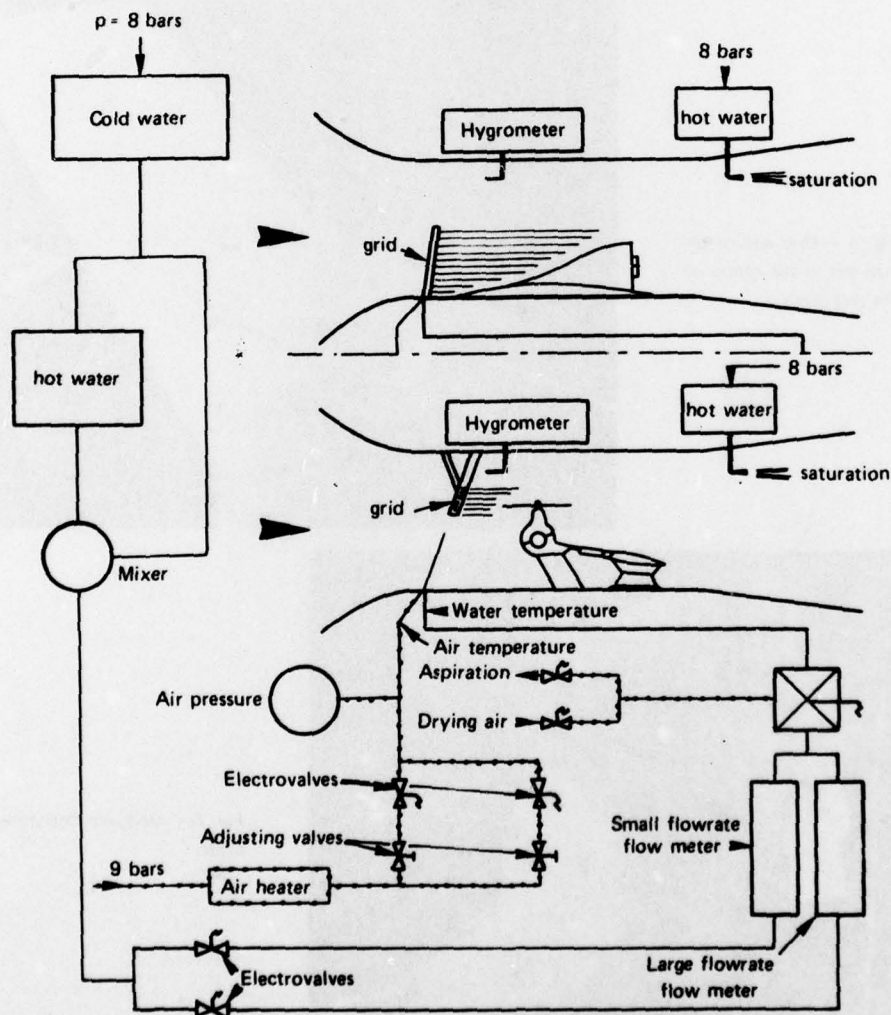 p = 8 bars
Cold water
8 bars
hot water
Hygrometer
saturation
grid
hot water
8 bars
hot water
Hygrometer
saturation
grid
Mixer
Water temperature
Air temperature
Aspiration
Air pressure
Drying air
Electrovalves
Small flowrate
flow meter
Adjusting valves
9 bars
Air heater
Large flowrate
flow meter
Electrovalves